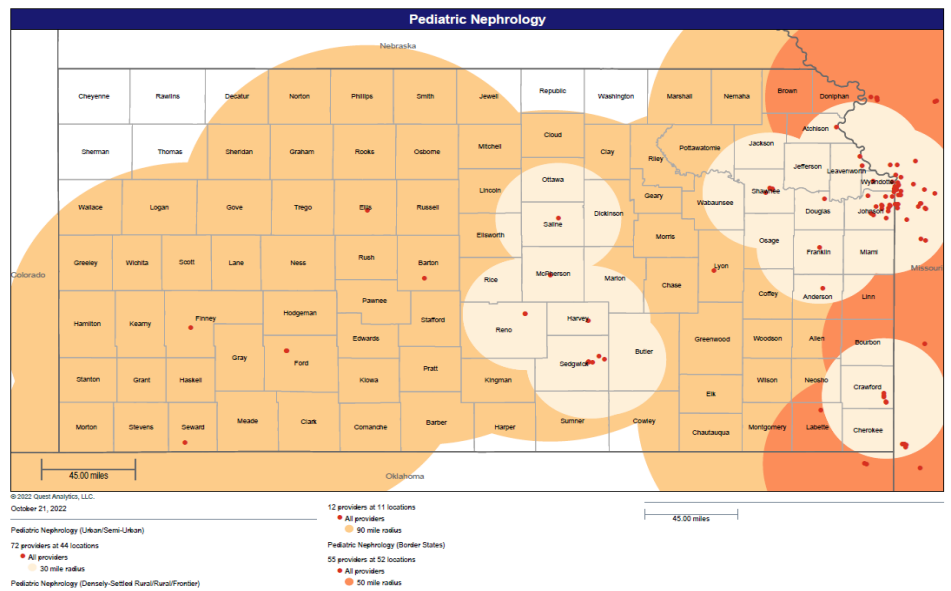 Pediatric Nephrology
Nebraska
Cheyenne Rawlins Decatur Norton Phillips Smith Jewell Republic Washington Marshall Nemaha Brown Doniphan
Atchison
Sherman Thomas Sheridan Graham Rooks Osborne Mitchell Cloud Clay Riley Pottawatomie Jackson
Jefferson Leavenworth
Wyandotte
Wallace Logan Gove Trego Ellis Russell Lincoln Ottawa Geary Wabaunsee Shawnee
Saline Dickinson Douglas Johnson
Ellsworth Morris Osage
Greeley Wichita Scott Lane Ness Rush Barton Franklin Miami
Colorado
Missouri
Rice McPherson Marion Chase Lyon
Coffey Anderson Linn
Hamilton Kearny Finney Hodgeman Pawnee Stafford Reno Harvey
Gray Ford Edwards Sedgwick Butler Greenwood Woodson Allen Bourbon
Stanton Grant Haskell Kiowa Pratt Kingman Elk Wilson Neosho Crawford
Morton Stevens Seward Meade Clark Comanche Barber Harper Sumner Cowley Chautauqua Montgomery Labette Cherokee
45.00 miles
Oklahoma
© 2022 Quest Analytics, LLC.
October 21, 2022
Pediatric Nephrology (Urban/Semi-Urban)
72 providers at 44 locations
All providers
30 mile radius
Pediatric Nephrology (Densely-Settled Rural/Rural/Frontier)
12 providers at 11 locations
All providers
90 mile radius
Pediatric Nephrology (Border States)
55 providers at 52 locations
All providers
50 mile radius
45.00 miles